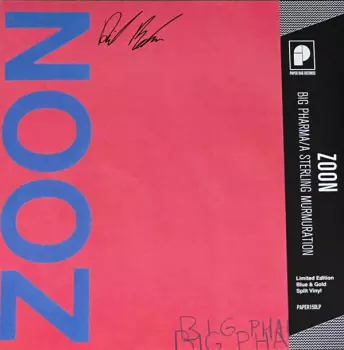 ZOON
PAPER BAG RECORDS
ZOON
BIG PHARMA/A STERLING MURMURATION
Limited Edition
Blue & Gold
Split Vinyl
PAPER150LP
BIG PHA
BIG PHA